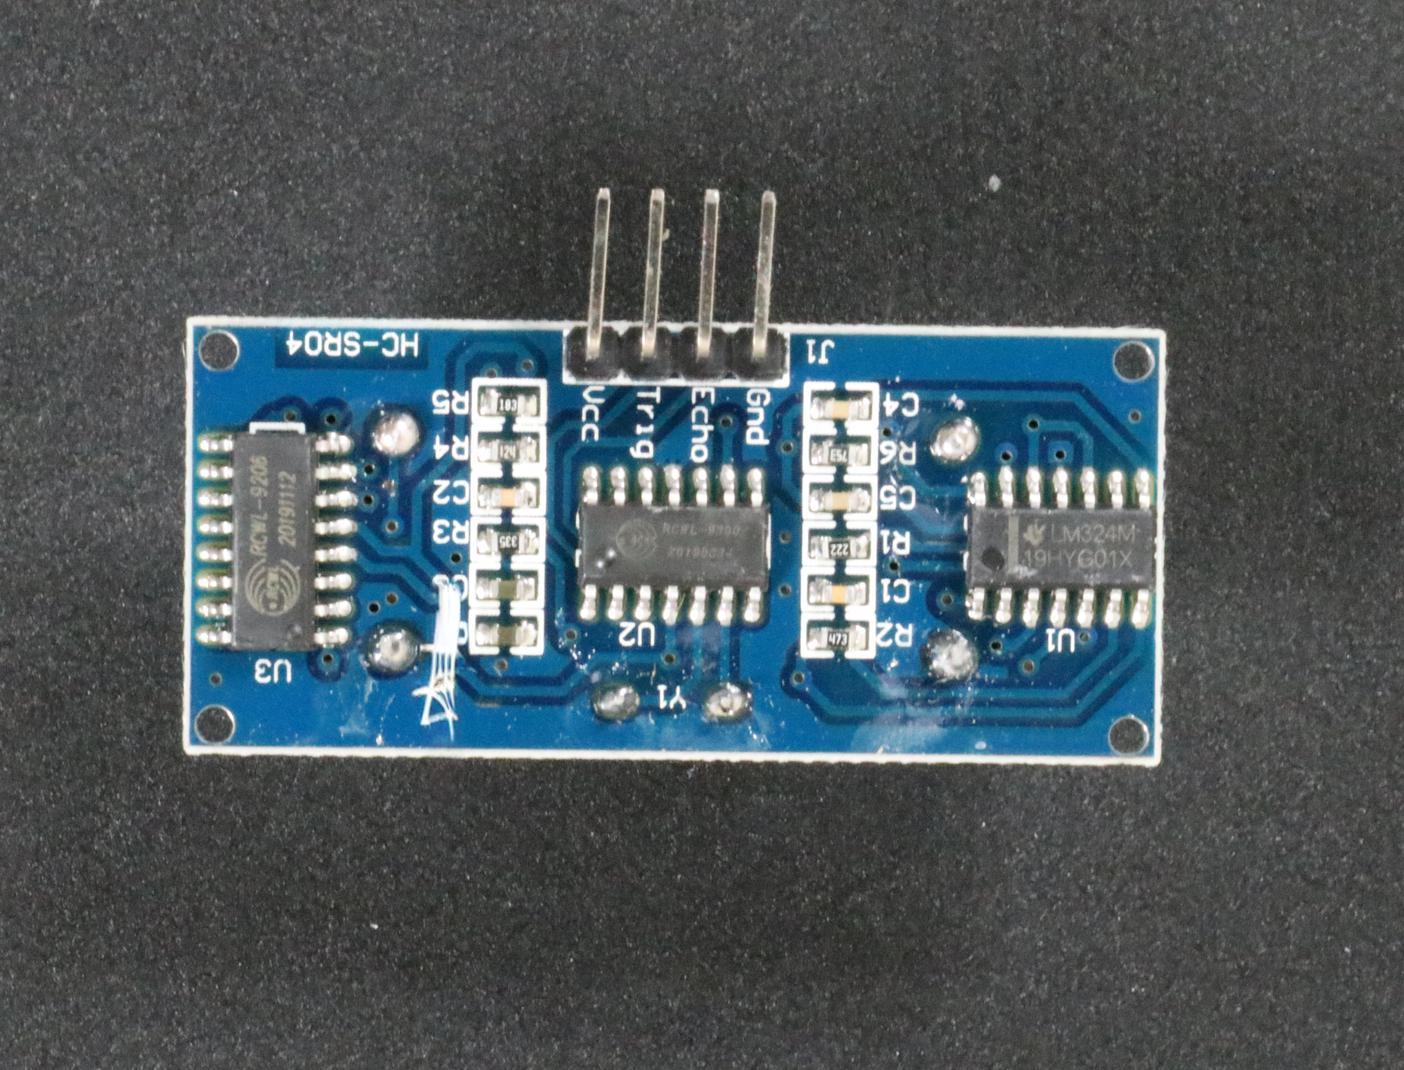 HC-SR04
J1
Vcc
Trig
Echo
Gnd
R5
103
R4
124
C2
R3
335
C4
R6
C5
R1
222
C1
R2
473
RCWL-9206
20191112
U3
RCWL-9300
U2
Y1
LM324M
19HYG01X
U1